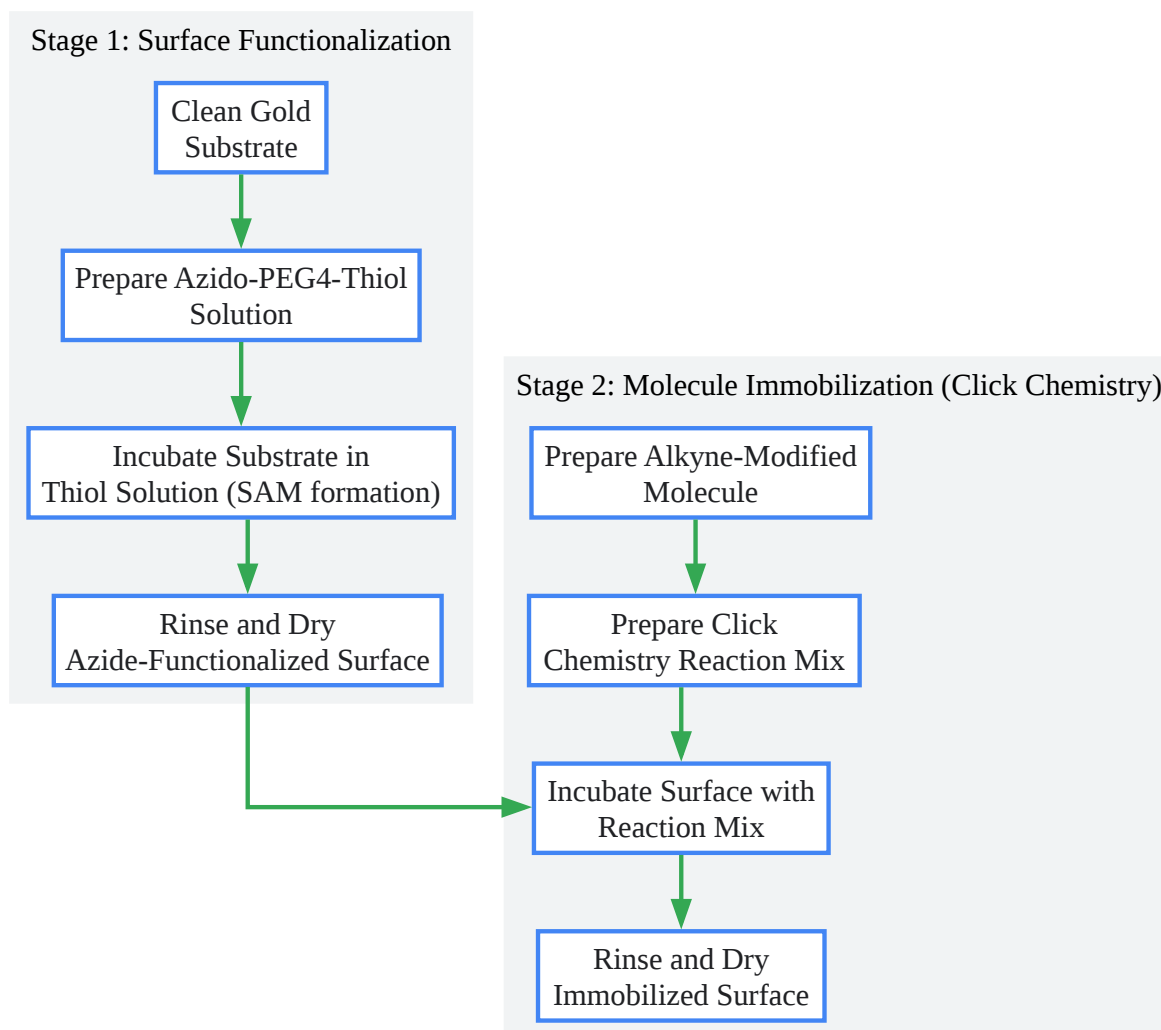 Stage 1: Surface Functionalization
Clean Gold
Substrate
Prepare Azido-PEG4-Thiol
Solution
Incubate Substrate in
Thiol Solution (SAM formation)
Rinse and Dry
Azide-Functionalized Surface
Stage 2: Molecule Immobilization (Click Chemistry)
Prepare Alkyne-Modified
Molecule
Prepare Click
Chemistry Reaction Mix
Incubate Surface with
Reaction Mix
Rinse and Dry
Immobilized Surface